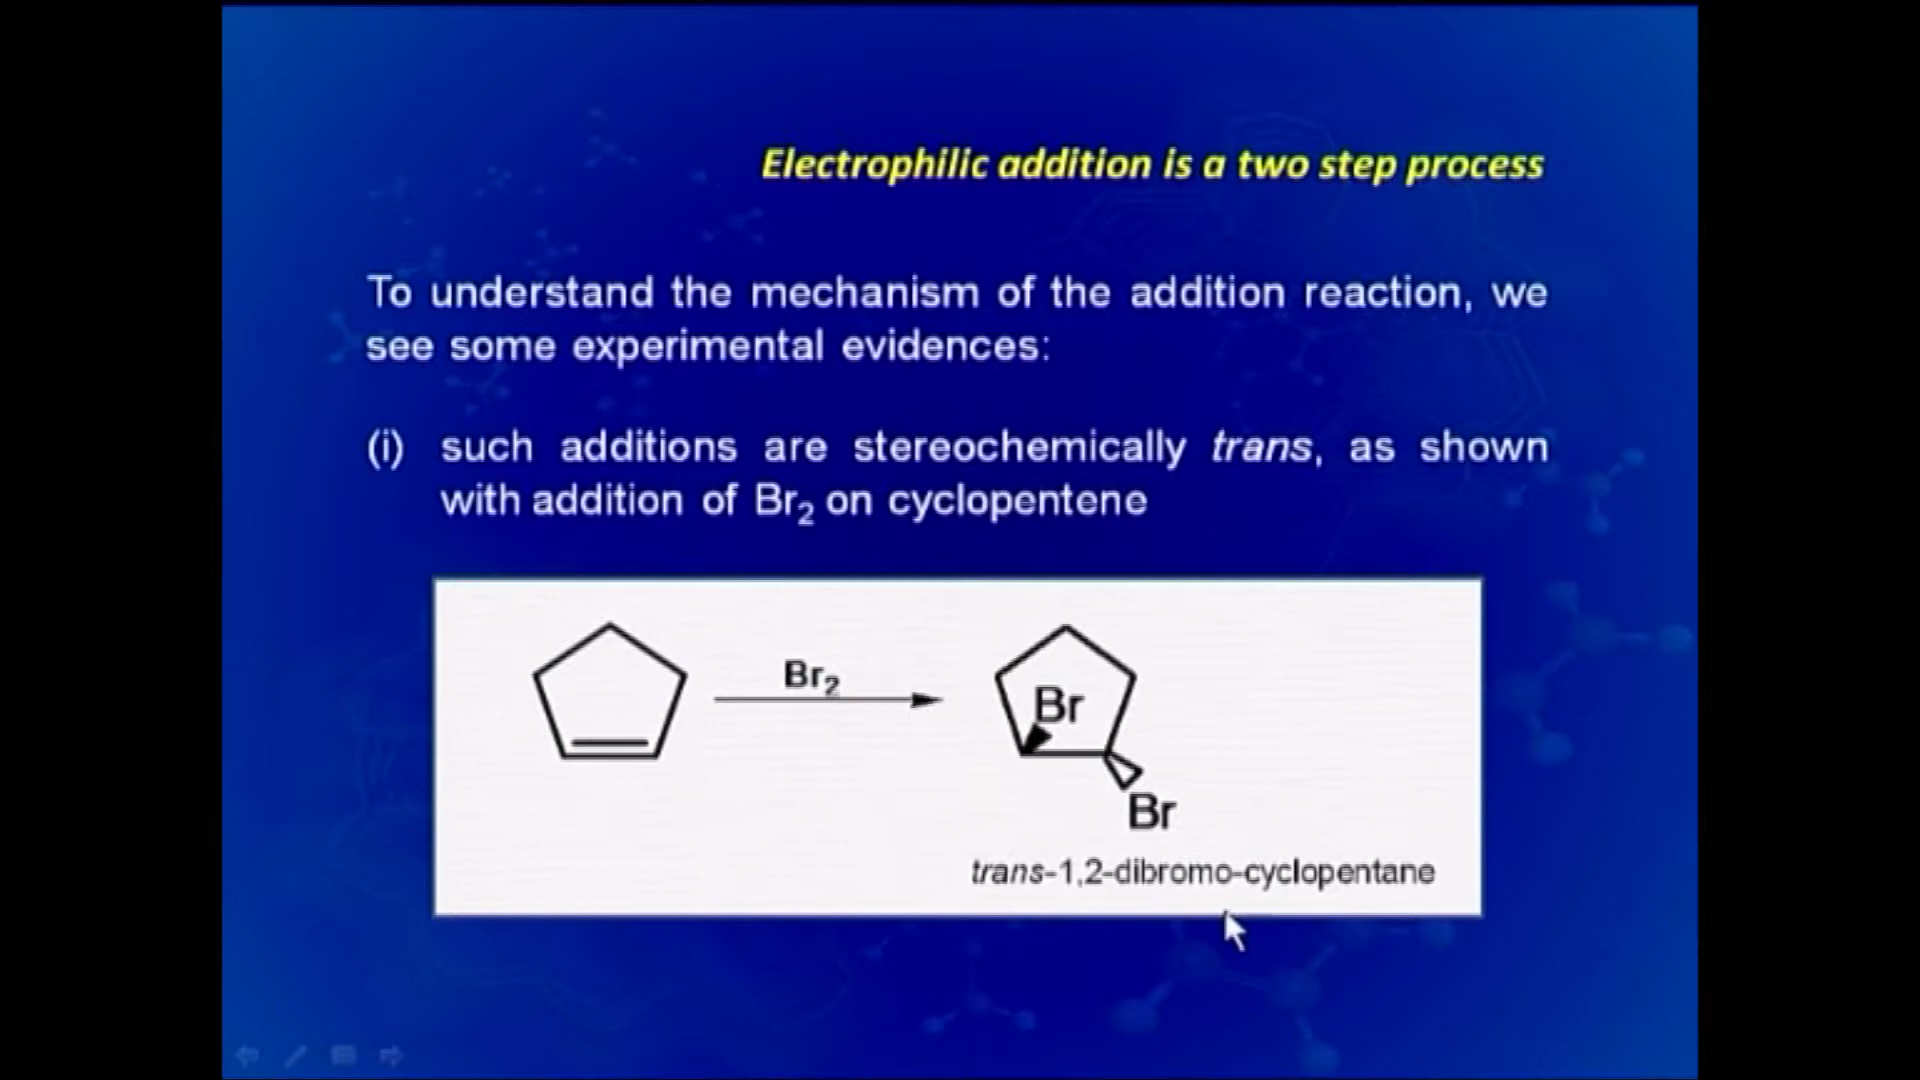 Electrophilic addition is a two step process
To understand the mechanism of the addition reaction, we
see some experimental evidences:
(i) such additions are stereochemically trans, as shown
with addition of Br₂ on cyclopentene
Br₂
Br
Br
trans-1,2-dibromo-cyclopentane